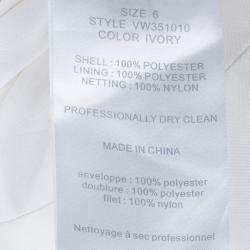 SIZE 6
STYLE VW351010
COLOR IVORY
SHELL : 100% POLYESTER
LINING : 100% POLYESTER
NETTING : 100% NYLON
PROFESSIONALLY DRY CLEAN
MADE IN CHINA
enveloppe : 100% polyester
doublure : 100% polyester
filet : 100% nylon
Nettoyage à sec professionnel